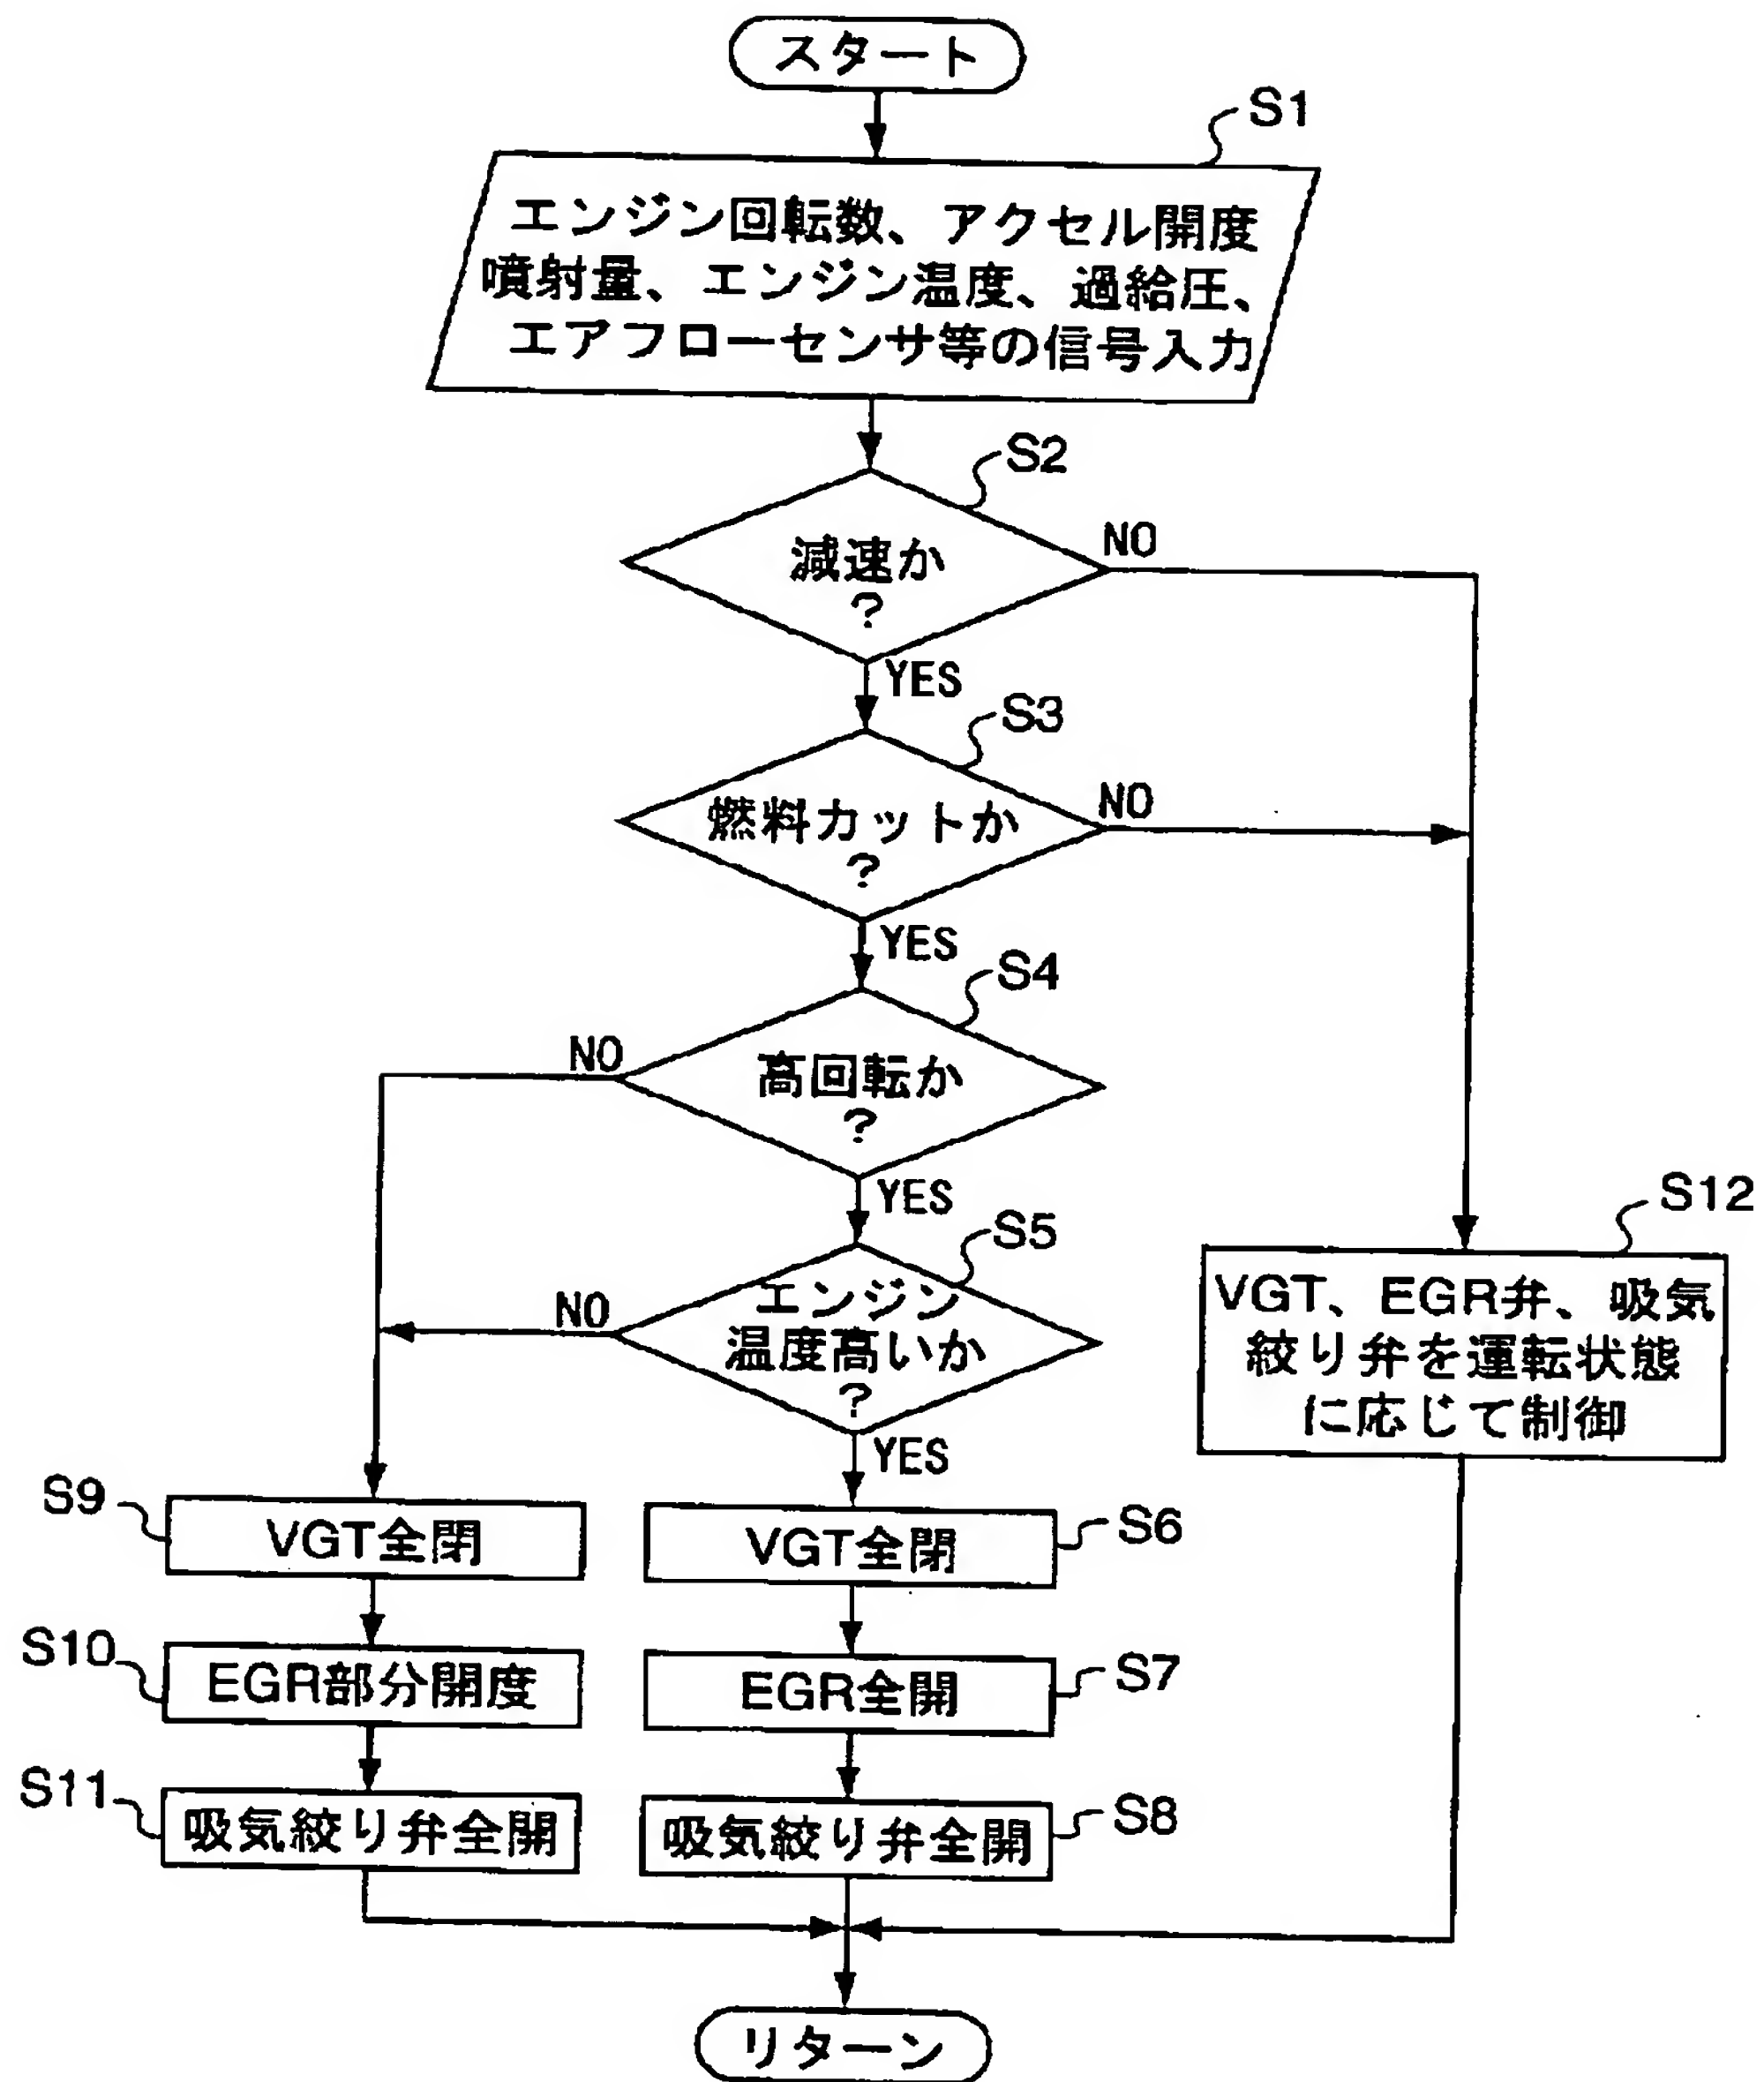 スタート
S1
エンジン回転数、アクセル開度
噴射量、エンジン温度、過給圧、
エアフローセンサ等の信号入力
S2
減速か
?
NO
YES
S3
燃料カットか
?
NO
YES
S4
高回転か
?
NO
YES
S5
エンジン
温度高いか
?
NO
YES
S12
VGT、EGR弁、吸気
絞り弁を運転状態
に応じて制御
S9
VGT全閉
S6
VGT全閉
S10
EGR部分開度
S7
EGR全開
S11
吸気絞り弁全開
S8
吸気絞り弁全開
リターン